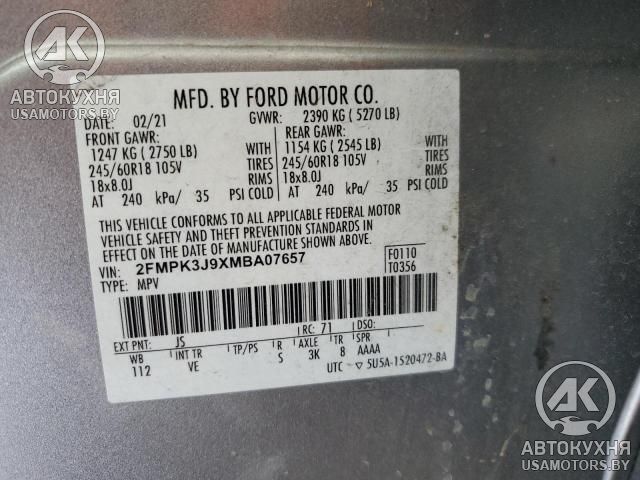 MFD. BY FORD MOTOR CO.
DATE: 02/21 GVWR: 2390 KG ( 5270 LB)
FRONT GAWR: REAR GAWR:
1247 KG ( 2750 LB) WITH 1154 KG ( 2545 LB) WITH
245/60R18 105V TIRES 245/60R18 105V TIRES
18x8.0J RIMS 18x8.0J RIMS
AT 240 kPa/ 35 PSI COLD AT 240 kPa/ 35 PSI COLD
THIS VEHICLE CONFORMS TO ALL APPLICABLE FEDERAL MOTOR
VEHICLE SAFETY AND THEFT PREVENTION STANDARDS IN
EFFECT ON THE DATE OF MANUFACTURE SHOWN ABOVE.
VIN: 2FMPK3J9XMBA07657 F0110
TYPE: MPV T0356
EXT PNT: JS RC: 71 DSO:
WB INT TR TP/PS R AXLE TR SPR
112 VE S 3K 8 AAAA
UTC ▽ 5U5A-1520472-BA
АК
АВТОКУХНЯ
USAMOTORS.BY
АК
АВТОКУХНЯ
USAMOTORS.BY